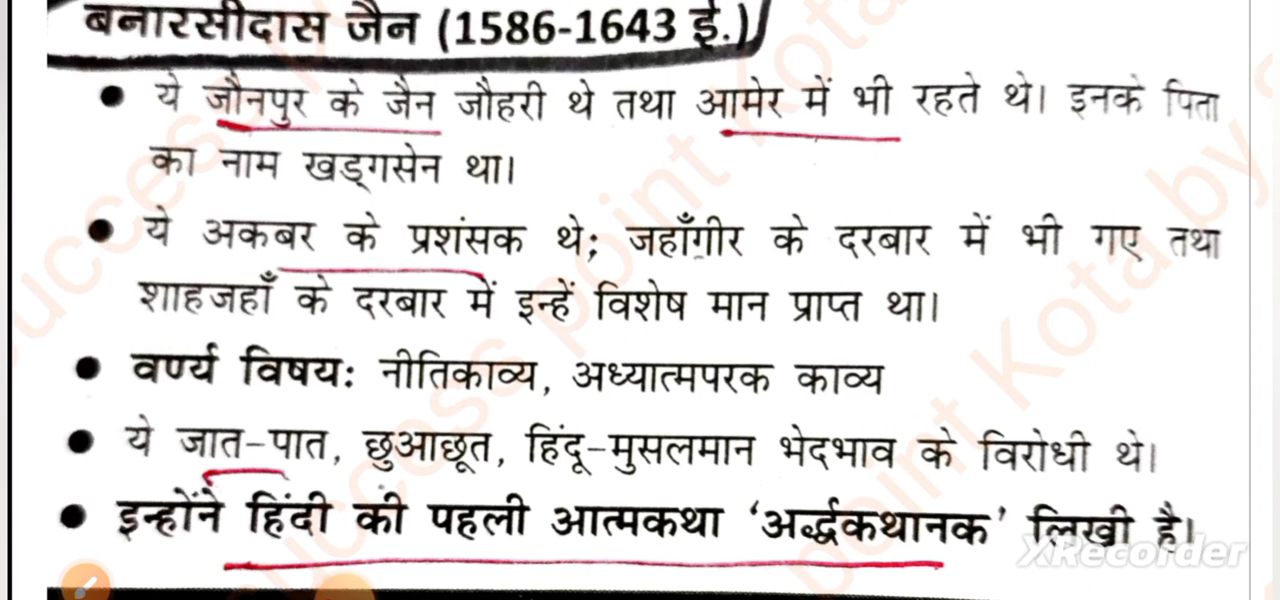 बनारसीदास जैन (1586-1643 ई.)
● ये जौनपुर के जैन जौहरी थे तथा आमेर में भी रहते थे। इनके पिता
का नाम खड्गसेन था।
● ये अकबर के प्रशंसक थे; जहाँगीर के दरबार में भी गए तथा
शाहजहाँ के दरबार में इन्हें विशेष मान प्राप्त था।
● वर्ण्य विषय: नीतिकाव्य, अध्यात्मपरक काव्य
● ये जात-पात, छुआछूत, हिंदू-मुसलमान भेदभाव के विरोधी थे।
● इन्होंने हिंदी की पहली आत्मकथा ‘अर्द्धकथानक’ लिखी है।
XRecorder